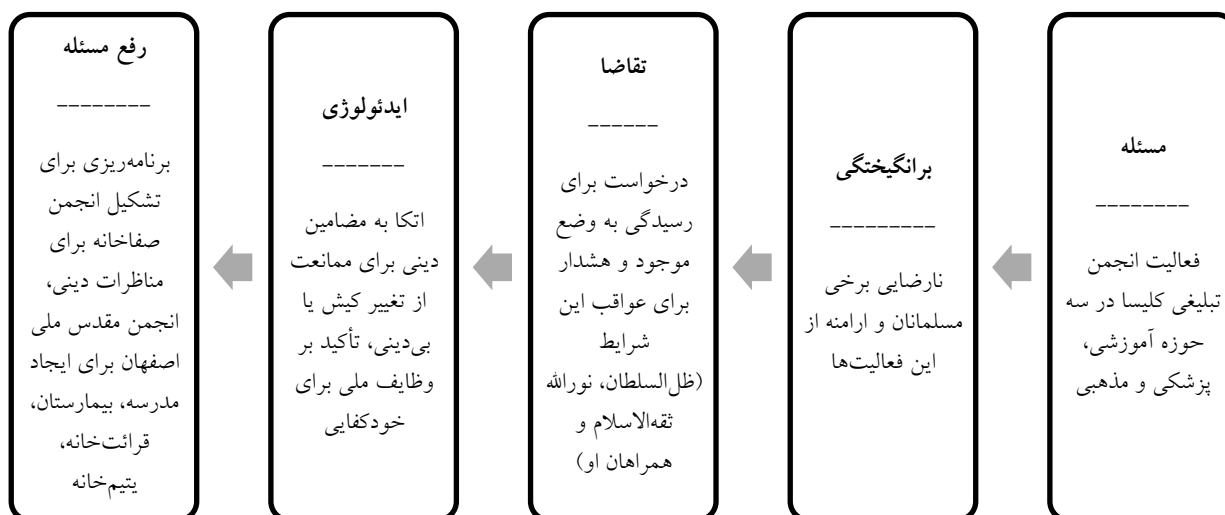 مسئله
--------
فعالیت انجمن
تبلیغی کلیسا در سه
حوزه آموزشی،
پزشکی و مذهبی
برانگیختگی
---------
نارضایی برخی
مسلمانان و ارامنه از
این فعالیت‌ها
تقاضا
------
درخواست برای
رسیدگی به وضع
موجود و هشدار
برای عواقب این
شرایط
(ظل‌السلطان، نورالله
ثقه‌الاسلام و
همراهان او)
ایدئولوژی
-------
اتکا به مضامین
دینی برای ممانعت
از تغییر کیش یا
بی‌دینی، تأکید بر
وظایف ملی برای
خودکفایی
رفع مسئله
--------
برنامه‌ریزی برای
تشکیل انجمن
صفاخانه برای
مناظرات دینی،
انجمن مقدس ملی
اصفهان برای ایجاد
مدرسه، بیمارستان،
قرائت‌خانه،
یتیم‌خانه